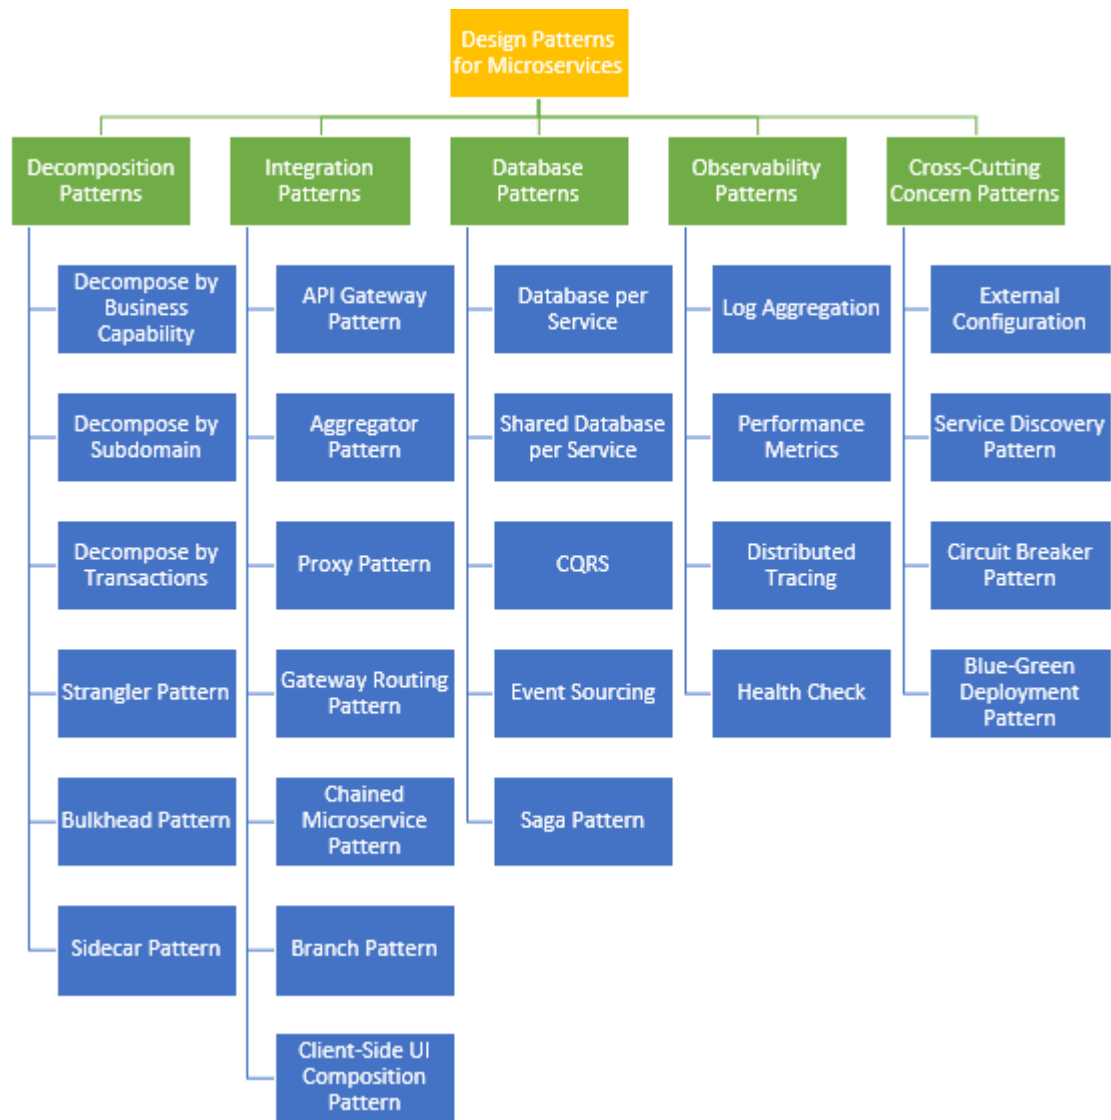 Design Patterns
for Microservices
Decomposition
Patterns
Integration
Patterns
Database
Patterns
Observability
Patterns
Cross-Cutting
Concern Patterns
Decompose by
Business
Capability
Decompose by
Subdomain
Decompose by
Transactions
Strangler Pattern
Bulkhead Pattern
Sidecar Pattern
API Gateway
Pattern
Aggregator
Pattern
Proxy Pattern
Gateway Routing
Pattern
Chained
Microservice
Pattern
Branch Pattern
Client-Side UI
Composition
Pattern
Database per
Service
Shared Database
per Service
CQRS
Event Sourcing
Saga Pattern
Log Aggregation
Performance
Metrics
Distributed
Tracing
Health Check
External
Configuration
Service Discovery
Pattern
Circuit Breaker
Pattern
Blue-Green
Deployment
Pattern